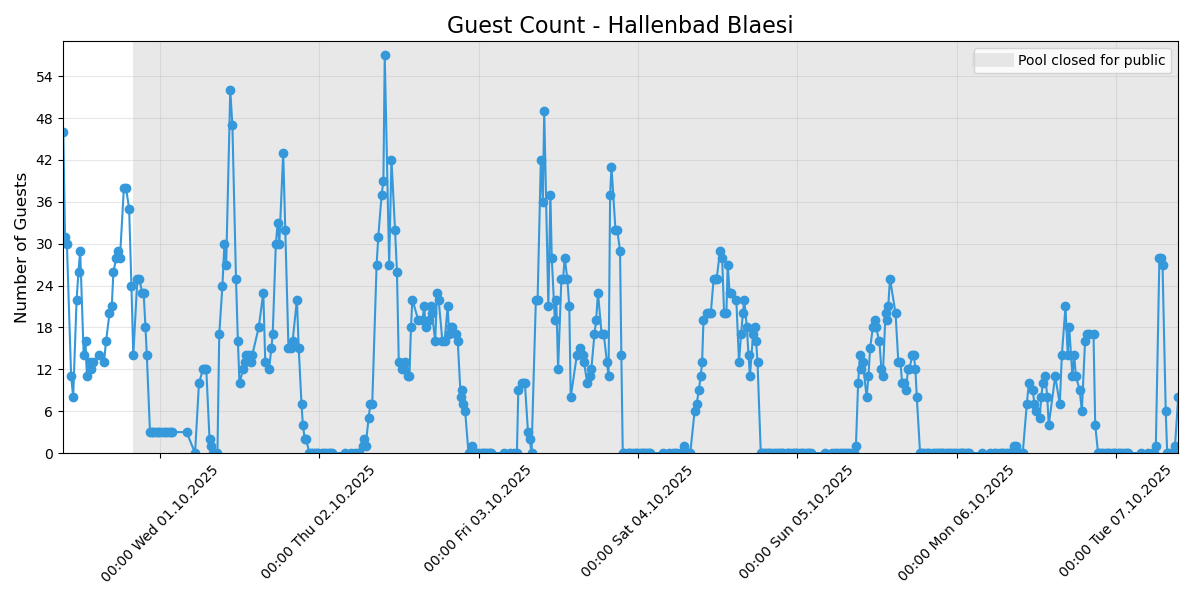 Guest Count - Hallenbad Blaesi
Pool closed for public
Number of Guests
54
48
42
36
30
24
18
12
6
0
00:00 Wed 01.10.2025
00:00 Thu 02.10.2025
00:00 Fri 03.10.2025
00:00 Sat 04.10.2025
00:00 Sun 05.10.2025
00:00 Mon 06.10.2025
00:00 Tue 07.10.2025